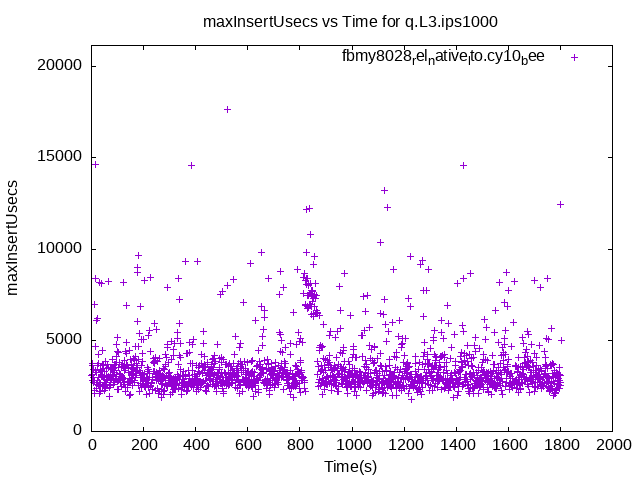 maxInsertUsecs vs Time for q.L3.ips1000
fbmy8028relnativeito.cy10bee
20000
15000
10000
5000
0
maxInsertUsecs
0 200 400 600 800 1000 1200 1400 1600 1800 2000
Time(s)